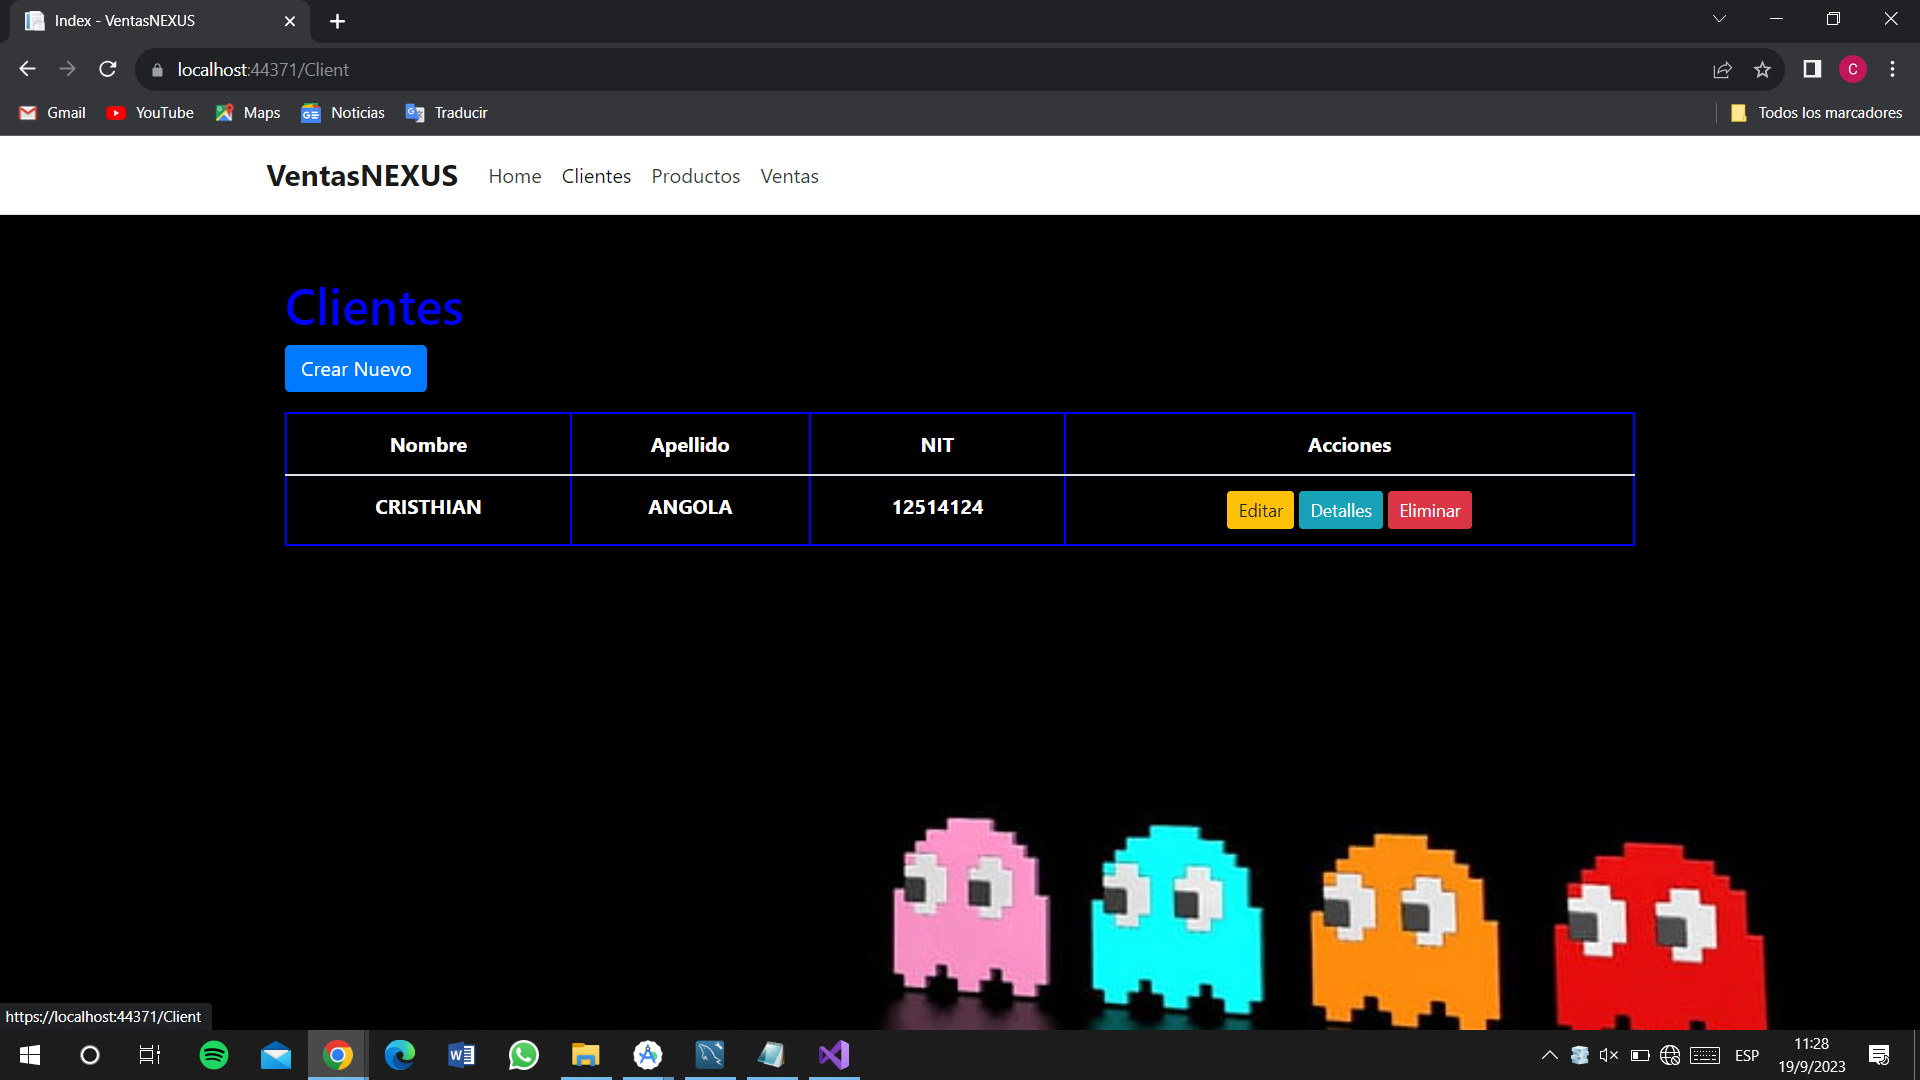 Index - VentasNEXUS
localhost:44371/Client
C
Gmail YouTube Maps Noticias Traducir Todos los marcadores
VentasNEXUS Home Clientes Productos Ventas
Clientes
Crear Nuevo
Nombre Apellido NIT Acciones
CRISTHIAN ANGOLA 12514124 Editar Detalles Eliminar
https://localhost:44371/Client
ESP
11:28
19/9/2023